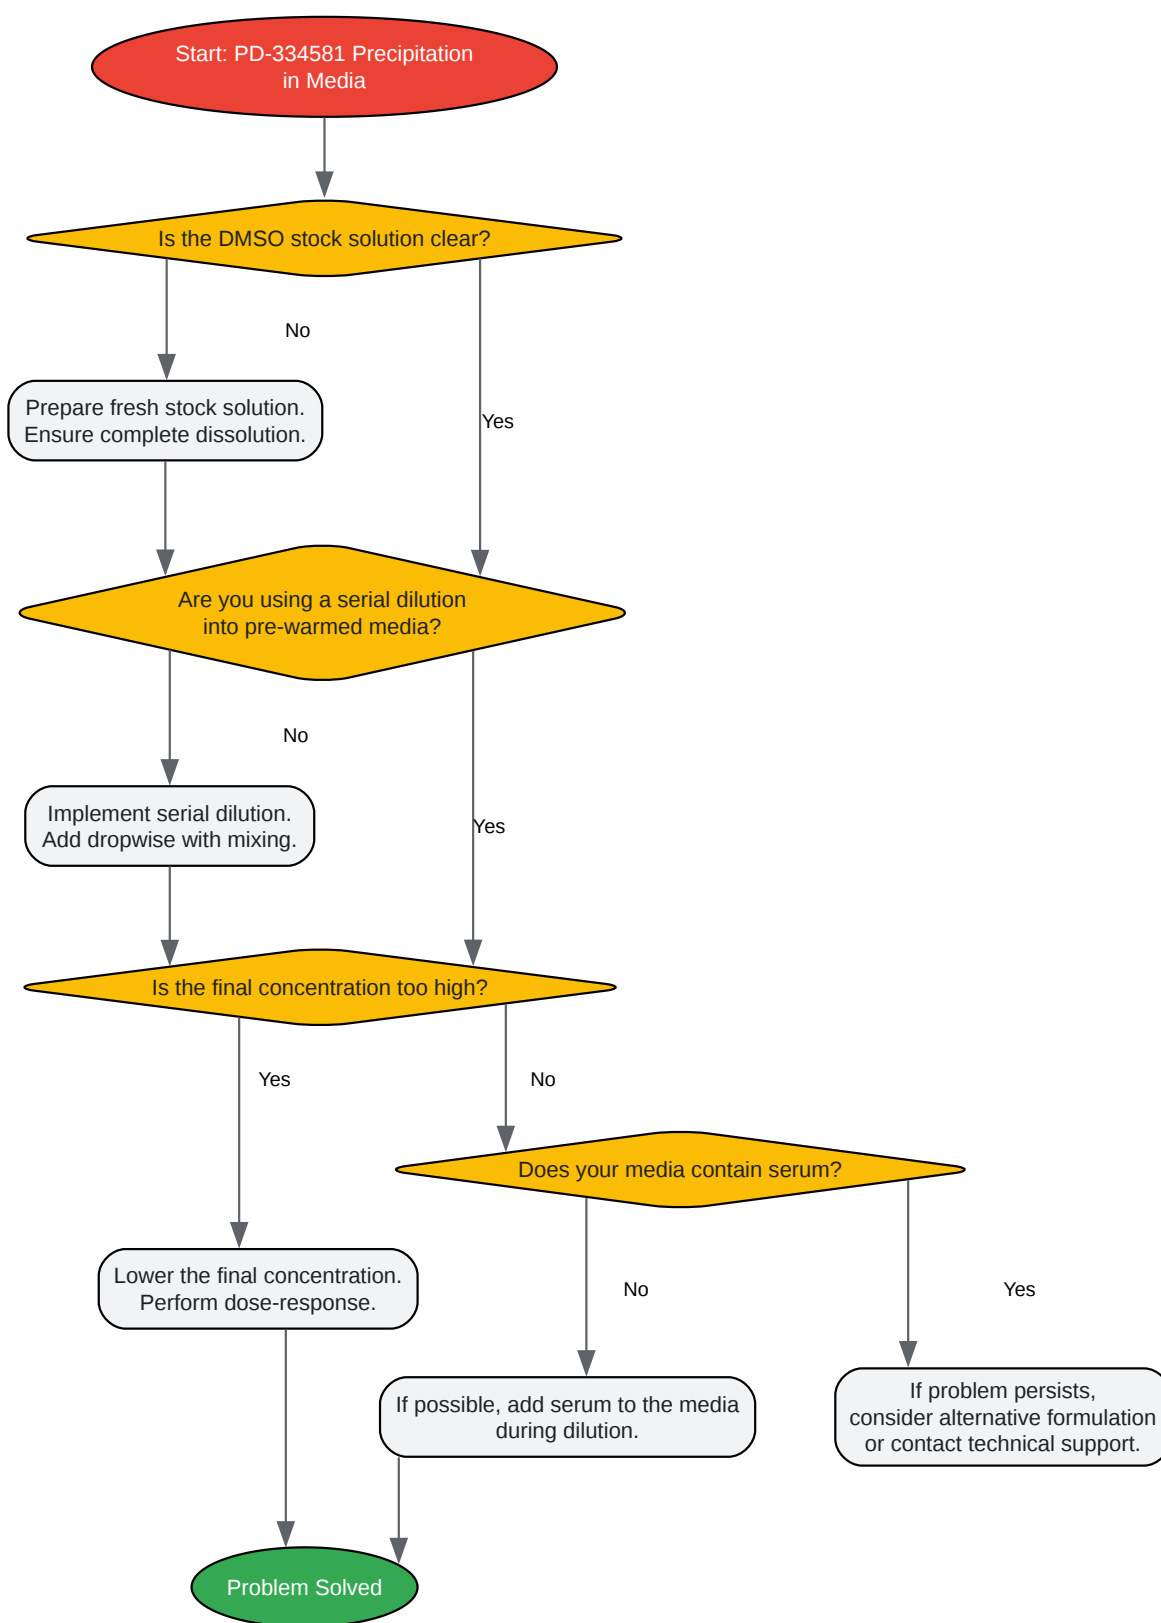 Start: PD-334581 Precipitation
in Media
Is the DMSO stock solution clear?
No
Prepare fresh stock solution.
Ensure complete dissolution.
Yes
Are you using a serial dilution
into pre-warmed media?
No
Implement serial dilution.
Add dropwise with mixing.
Yes
Is the final concentration too high?
Yes
No
Does your media contain serum?
Lower the final concentration.
Perform dose-response.
No
Yes
If possible, add serum to the media
during dilution.
If problem persists,
consider alternative formulation
or contact technical support.
Problem Solved